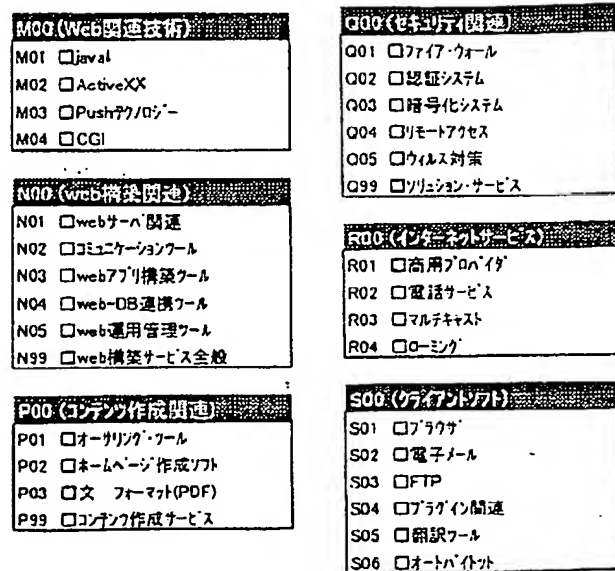 M00 (Web関連技術)
M01 □javal
M02 □ActiveXX
M03 □Pushテクノロジー
M04 □CGI
N00 (web構築関連)
N01 □webサーバ関連
N02 □コミュニケーションツール
N03 □webアプリ構築ツール
N04 □web-DB連携ツール
N05 □web運用管理ツール
N99 □web構築サービス全般
P00 (コンテンツ作成関連)
P01 □オーサリング・ツール
P02 □ホームページ作成ソフト
P03 □文 フォーマット(PDF)
P99 □コンテンツ作成サービス
Q00 (セキュリティ関連)
Q01 □ファイア・ウォール
Q02 □認証システム
Q03 □暗号化システム
Q04 □リモートアクセス
Q05 □ウィルス対策
Q99 □ソリュション・サービス
R00 (インターネクトサービス)
R01 □商用プロバイダ
R02 □電話サービス
R03 □マルチキャスト
R04 □ローミング
S00 (クライアントソフト)
S01 □ブラウザ
S02 □電子メール
S03 □FTP
S04 □プラグイン関連
S05 □翻訳ツール
S06 □オートバイトット